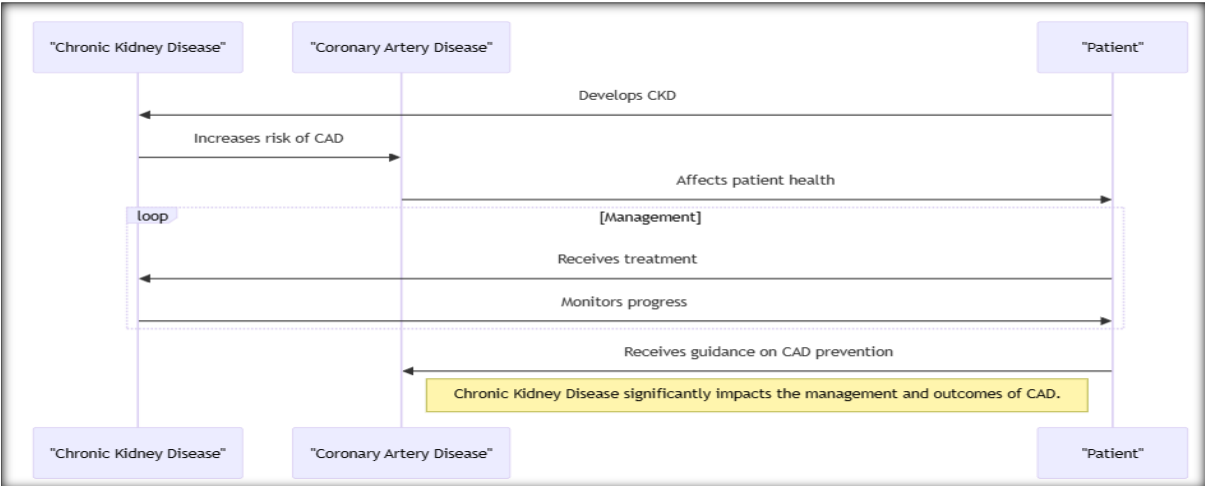 "Chronic Kidney Disease"
"Coronary Artery Disease"
"Patient"
Develops CKD
Increases risk of CAD
Affects patient health
loop
[Management]
Receives treatment
Monitors progress
Receives guidance on CAD prevention
Chronic Kidney Disease significantly impacts the management and outcomes of CAD.
"Chronic Kidney Disease"
"Coronary Artery Disease"
"Patient"